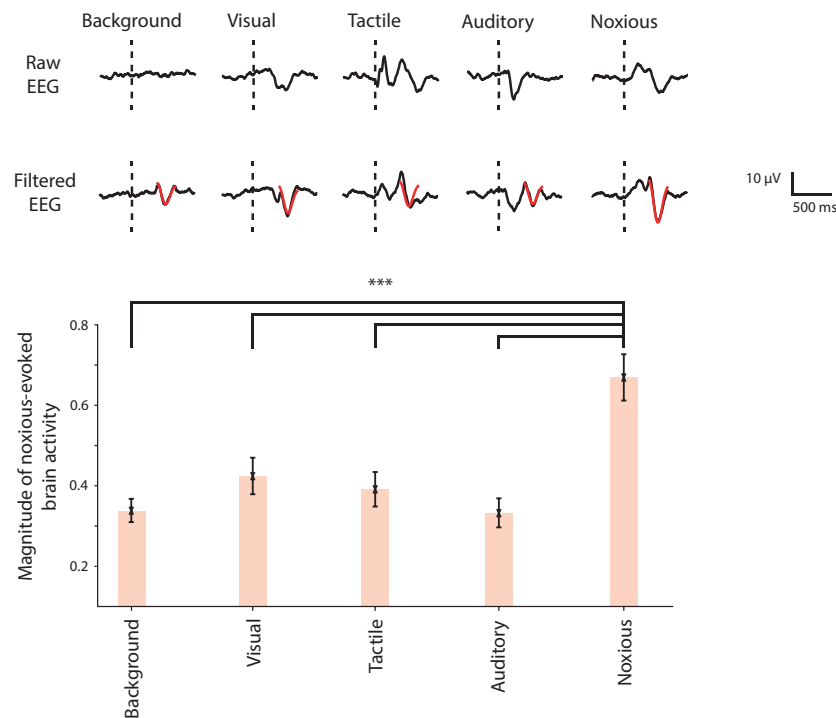 Background Visual Tactile Auditory Noxious
Raw
EEG
Filtered
EEG
10 μV
500 ms
***
Magnitude of noxious-evoked
brain activity
0.8
0.6
0.4
0.2
Background
Visual
Tactile
Auditory
Noxious